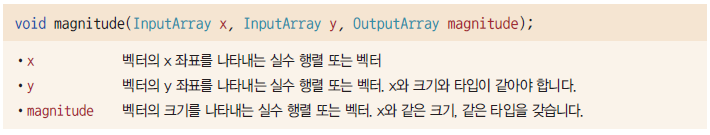 void magnitude(InputArray x, InputArray y, OutputArray magnitude);
• x 벡터의 x 좌표를 나타내는 실수 행렬 또는 벡터
• y 벡터의 y 좌표를 나타내는 실수 행렬 또는 벡터. x와 크기와 타입이 같아야 합니다.
• magnitude 벡터의 크기를 나타내는 실수 행렬 또는 벡터. x와 같은 크기, 같은 타입을 갖습니다.